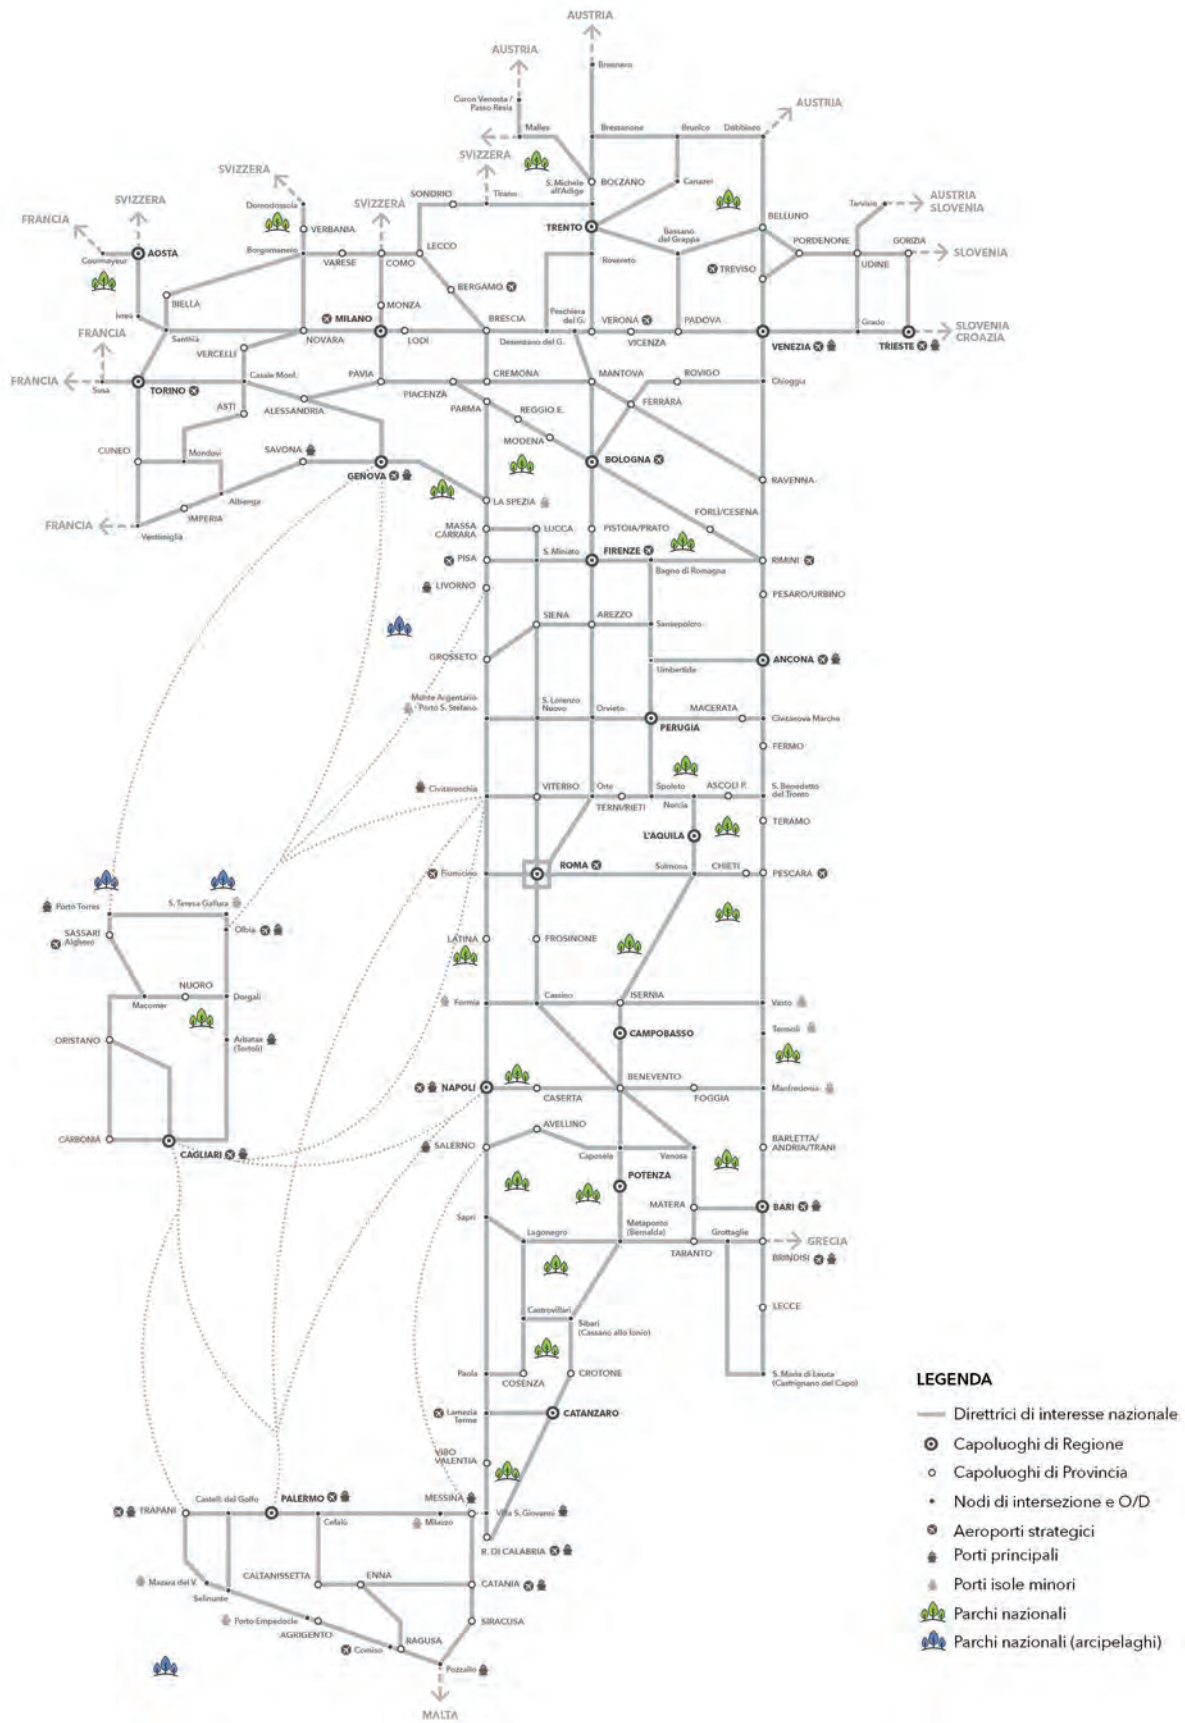 AUSTRIA
AUSTRIA
Brennero
Curon Venosta /
Passo Resia
AUSTRIA
Malles
Bressanone
Brunico
Dobbiaco
SVIZZERA
SVIZZERA
S. Michele
all'Adige
BOLZANO
Canazei
SVIZZERA
SONDRIO
Tirano
AUSTRIA
SLOVENIA
Tarvisio
FRANCIA
Domodossola
SVIZZERA
TRENTO
BELLUNO
VERBANIA
Bassano
del Grappa
PORDENONE
GORIZIA
AOSTA
Courmayeur
Borgomanero
VARESE
COMO
LECCO
Rovereto
UDINE
SLOVENIA
TREVISO
BERGAMO
BIELLA
MONZA
Ivrea
MILANO
BRESCIA
Peschiera
del G.
VERONA
PADOVA
FRANCIA
Santhià
NOVARA
LODI
Desenzano del G.
VICENZA
VENEZIA
Grado
TRIESTE
SLOVENIA
CROAZIA
VERCELLI
FRANCIA
Susa
TORINO
Casale Monf.
PAVIA
PIACENZA
CREMONA
MANTOVA
ROVIGO
Chioggia
ASTI
ALESSANDRIA
PARMA
REGGIO E.
FERRARA
MODENA
CUNEO
Mondovì
SAVONA
GENOVA
BOLOGNA
RAVENNA
Albenga
LA SPEZIA
IMPERIA
FORLÌ/CESENA
FRANCIA
Ventimiglia
MASSA
CARRARA
LUCCA
PISTOIA/PRATO
PISA
S. Miniato
FIRENZE
Bagno di Romagna
RIMINI
LIVORNO
PESARO/URBINO
SIENA
AREZZO
Sansepolcro
GROSSETO
Umbertide
ANCONA
Monte Argentario
Porto S. Stefano
S. Lorenzo
Nuovo
Orvieto
PERUGIA
MACERATA
Civitanova Marche
FERMO
Civitavecchia
VITERBO
Orte
TERNI/RIETI
Spoleto
Norcia
ASCOLI P.
S. Benedetto
del Tronto
TERAMO
L'AQUILA
Fiumicino
ROMA
Sulmona
CHIETI
PESCARA
Porto Torres
S. Teresa Gallura
SASSARI
Alghero
Olbia
LATINA
FROSINONE
Macomer
NUORO
Dorgali
Formia
Cassino
ISERNIA
Vasto
CAMPOBASSO
Termoli
ORISTANO
Arbatax
(Tortolì)
NAPOLI
CASERTA
BENEVENTO
FOGGIA
Manfredonia
CARBONIA
CAGLIARI
SALERNO
AVELLINO
Caposele
Venosa
BARLETTA/
ANDRIA/TRANI
POTENZA
MATERA
BARI
Sapri
Lagonegro
Metaponto
(Bernalda)
TARANTO
Grottaglie
GRECIA
BRINDISI
LECCE
Castrovillari
Sibari
(Cassano allo Ionio)
Paola
COSENZA
CROTONE
S. Maria di Leuca
(Castrignano del Capo)
Lamezia
Terme
CATANZARO
VIBO
VALENTIA
TRAPANI
Castell. del Golfo
PALERMO
Cefalù
MESSINA
Milazzo
Villa S. Giovanni
R. DI CALABRIA
Mazara del V.
Selinunte
CALTANISSETTA
ENNA
CATANIA
Porto Empedocle
AGRIGENTO
SIRACUSA
Comiso
RAGUSA
Pozzallo
MALTA
LEGENDA
Direttrici di interesse nazionale
Capoluoghi di Regione
Capoluoghi di Provincia
Nodi di intersezione e O/D
Aeroporti strategici
Porti principali
Porti isole minori
Parchi nazionali
Parchi nazionali (arcipelaghi)